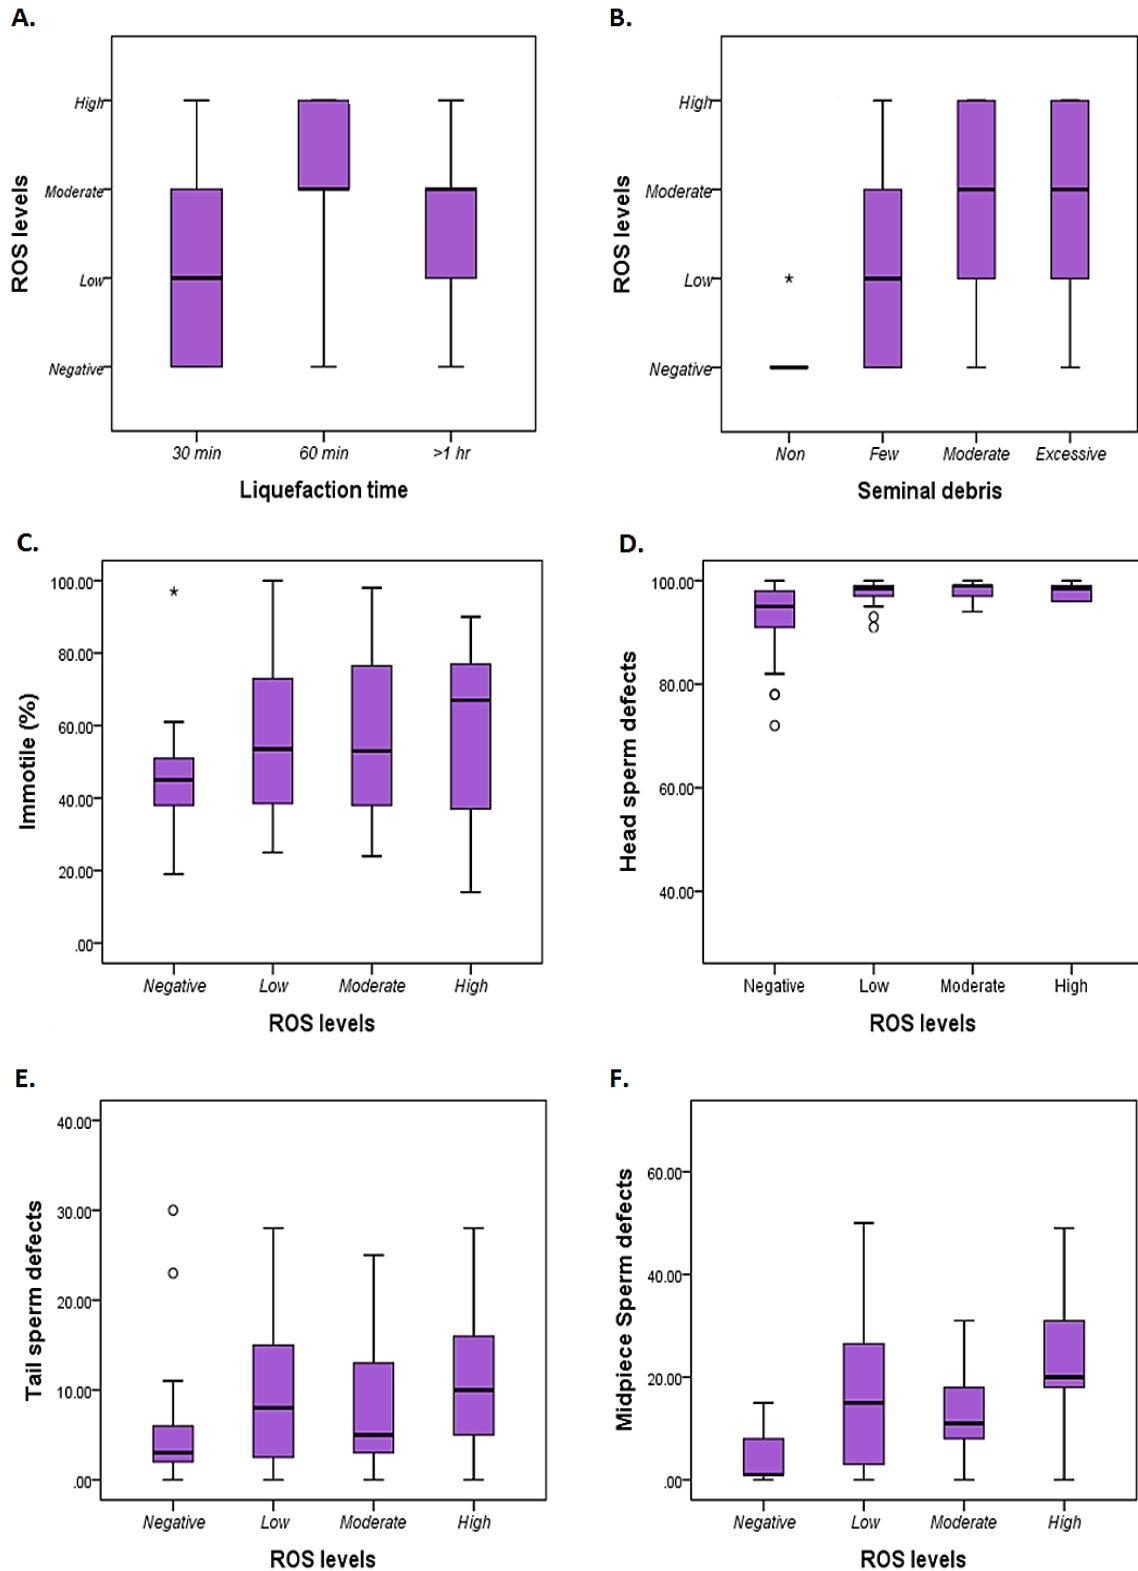 A.
High
Moderate
Low
Negative
ROS levels
30 min 60 min >1 hr
Liquefaction time
B.
High
Moderate
Low
Negative
ROS levels
*
Non Few Moderate Excessive
Seminal debris
C.
100.00
80.00
60.00
40.00
20.00
.00
Immotile (%)
*
Negative Low Moderate High
ROS levels
D.
100.00
80.00
60.00
40.00
Head sperm defects
Negative Low Moderate High
ROS levels
E.
40.00
30.00
20.00
10.00
.00
Tail sperm defects
Negative Low Moderate High
ROS levels
F.
60.00
40.00
20.00
.00
Midpiece Sperm defects
Negative Low Moderate High
ROS levels